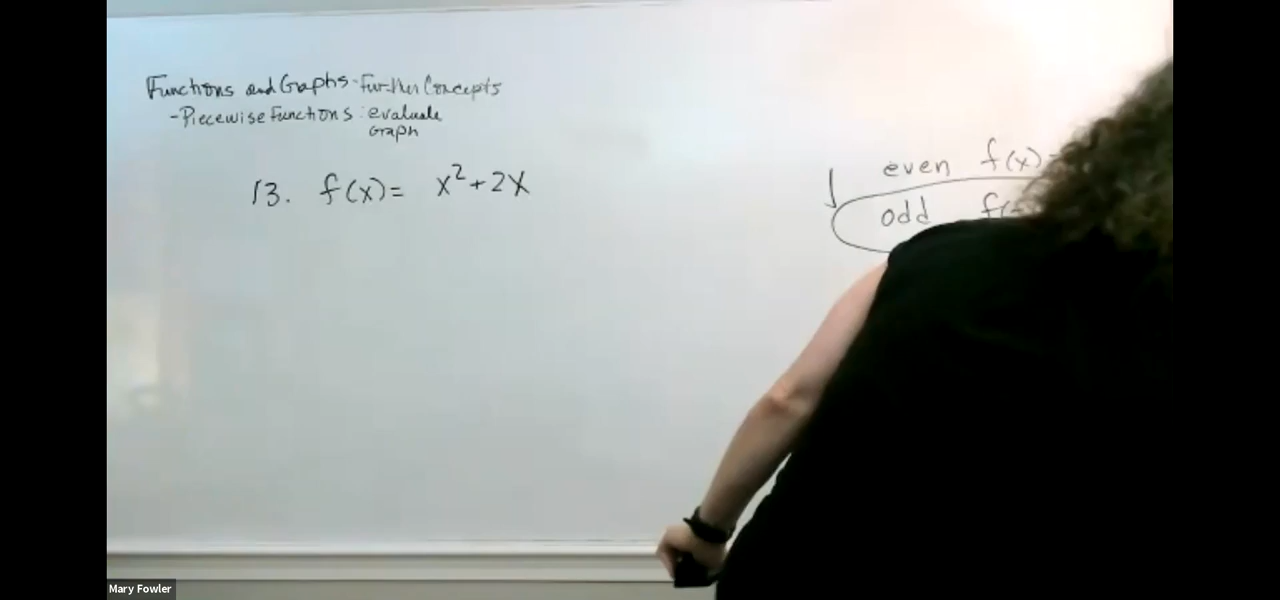 Functions and Graphs - Further Concepts
- Piecewise Functions : evaluate
Graph
13. f(x) = x²+2x
even f(x)=
odd f(-
Mary Fowler